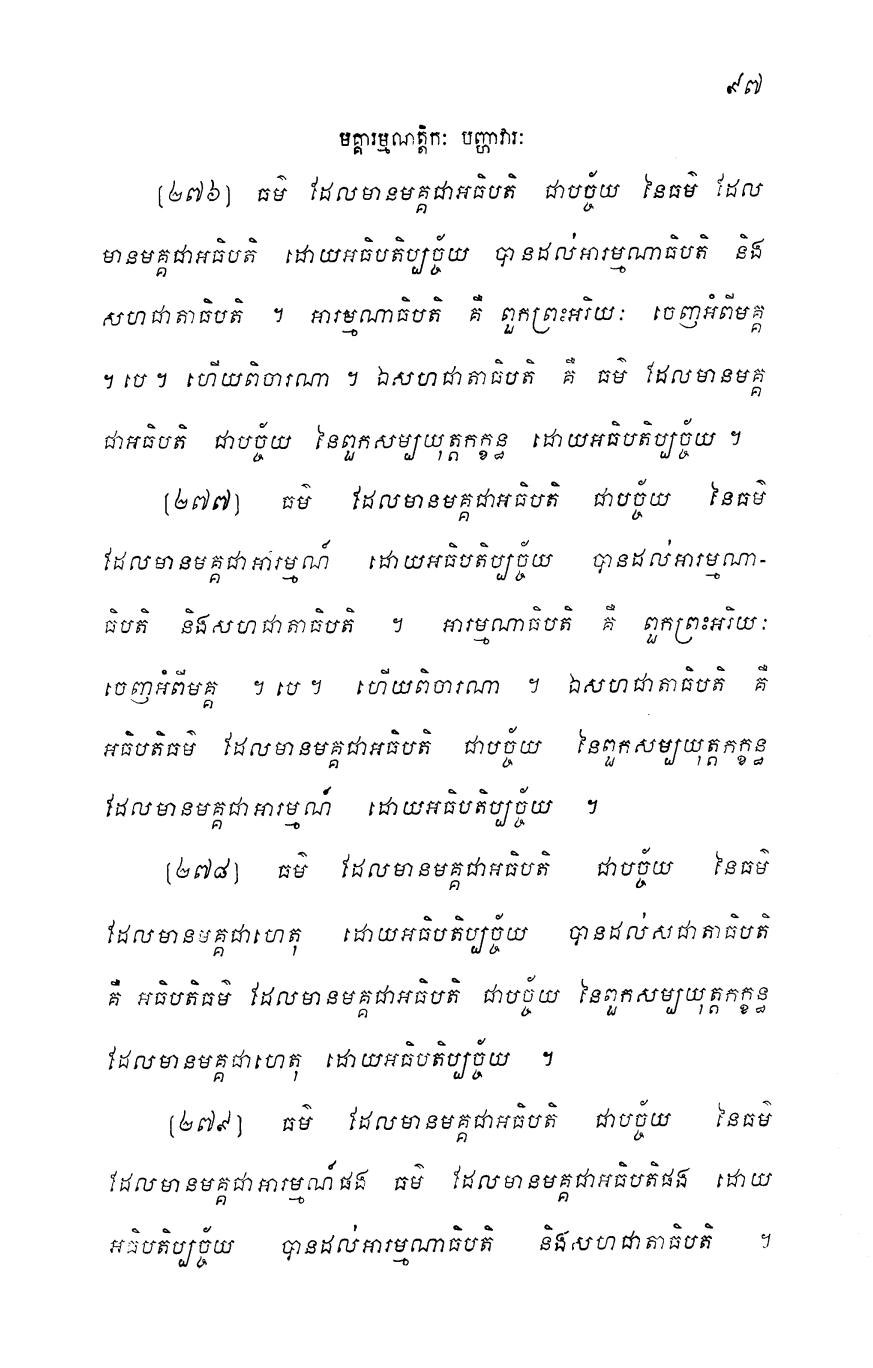 ៩៧
មគ្គារម្មណត្តិកៈ បញ្ហាវារៈ
[២៧៦] ធម៌ ដែលមានមគ្គជាអធិបតិ ជាបច្ច័យ នៃធម៌ ដែល
មានមគ្គជាអធិបតិ ដោយអធិបតិប្បច្ច័យ បានដល់អារម្មណាធិបតិ និង
សហជាតាធិបតិ ។ អារម្មណាធិបតិ គឺ ពួកព្រះអរិយៈ ចេញអំពីមគ្គ
។ បេ ។ ហើយពិចារណា ។ ឯសហជាតាធិបតិ គឺ ធម៌ ដែលមានមគ្គ
ជាអធិបតិ ជាបច្ច័យ នៃពួកសម្បយុត្តកក្ខន្ធ ដោយអធិបតិប្បច្ច័យ ។
[២៧៧] ធម៌ ដែលមានមគ្គជាអធិបតិ ជាបច្ច័យ នៃធម៌
ដែលមានមគ្គជាអារម្មណ៍ ដោយអធិបតិប្បច្ច័យ បានដល់អារម្មណា-
ធិបតិ និងសហជាតាធិបតិ ។ អារម្មណាធិបតិ គឺ ពួកព្រះអរិយៈ
ចេញអំពីមគ្គ ។ បេ ។ ហើយពិចារណា ។ ឯសហជាតាធិបតិ គឺ
អធិបតិធម៌ ដែលមានមគ្គជាអធិបតិ ជាបច្ច័យ នៃពួកសម្បយុត្តកក្ខន្ធ
ដែលមានមគ្គជាអារម្មណ៍ ដោយអធិបតិប្បច្ច័យ ។
[២៧៨] ធម៌ ដែលមានមគ្គជាអធិបតិ ជាបច្ច័យ នៃធម៌
ដែលមានមគ្គជាហេតុ ដោយអធិបតិប្បច្ច័យ បានដល់សជាតាធិបតិ
គឺ អធិបតិធម៌ ដែលមានមគ្គជាអធិបតិ ជាបច្ច័យ នៃពួកសម្បយុត្តកក្ខន្ធ
ដែលមានមគ្គជាហេតុ ដោយអធិបតិប្បច្ច័យ ។
[២៧៩] ធម៌ ដែលមានមគ្គជាអធិបតិ ជាបច្ច័យ នៃធម៌
ដែលមានមគ្គជាអារម្មណ៍ផង ធម៌ ដែលមានមគ្គជាអធិបតិផង ដោយ
អធិបតិប្បច្ច័យ បានដល់អារម្មណាធិបតិ និងសហជាតាធិបតិ ។